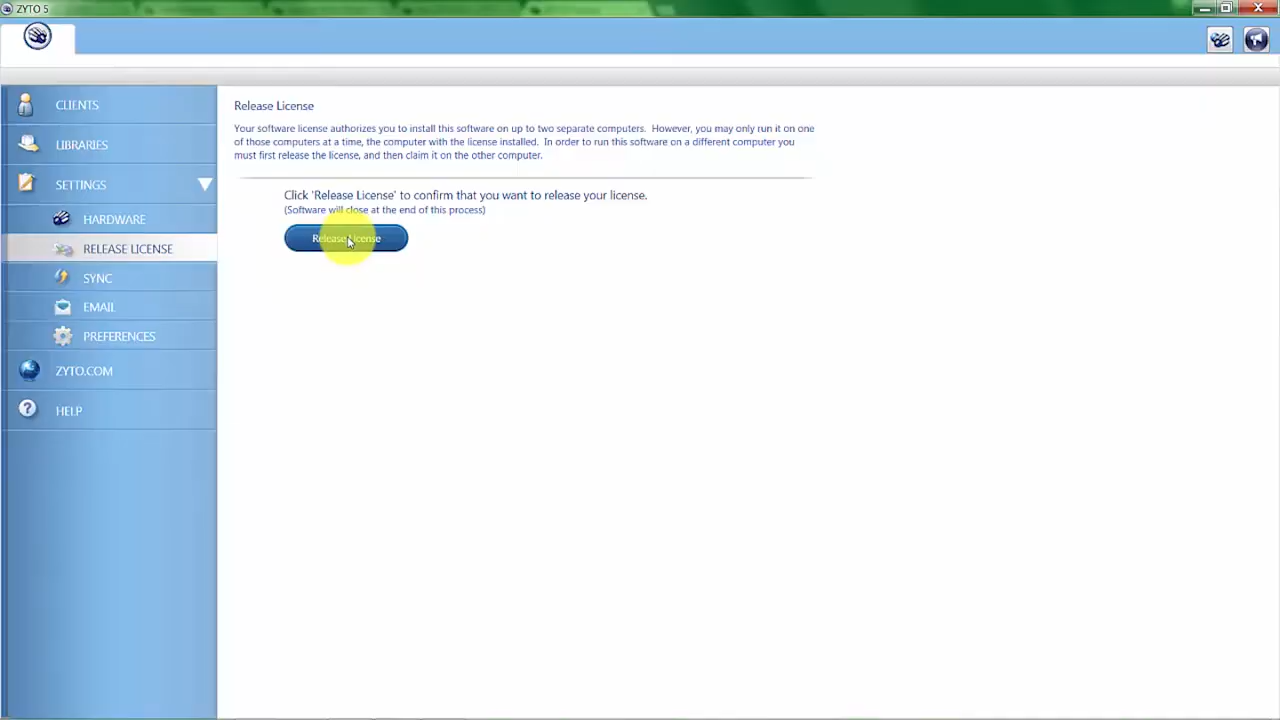 ZYTO 5
CLIENTS
LIBRARIES
SETTINGS
HARDWARE
RELEASE LICENSE
SYNC
EMAIL
PREFERENCES
ZYTO.COM
HELP
Release License
Your software license authorizes you to install this software on up to two separate computers. However, you may only run it on one
of those computers at a time, the computer with the license installed. In order to run this software on a different computer you
must first release the license, and then claim it on the other computer.
Click 'Release License' to confirm that you want to release your license.
(Software will close at the end of this process)
Release License